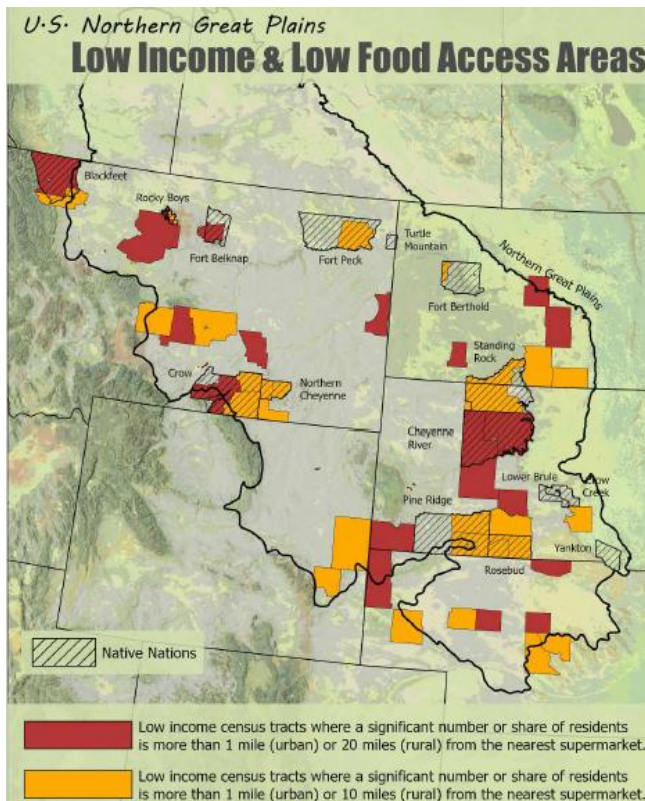 U.S. Northern Great Plains
Low Income & Low Food Access Areas
Blackfeet
Rocky Boys
Fort Belknap
Fort Peck
Turtle
Mountain
Northern Great Plains
Fort Berthold
Standing
Rock
Crow
Northern
Cheyenne
Cheyenne
River
Lower Brule
Crow
Creek
Pine Ridge
Yankton
Rosebud
Native Nations
Low income census tracts where a significant number or share of residents
is more than 1 mile (urban) or 20 miles (rural) from the nearest supermarket.
Low income census tracts where a significant number or share of residents
is more than 1 mile (urban) or 10 miles (rural) from the nearest supermarket.